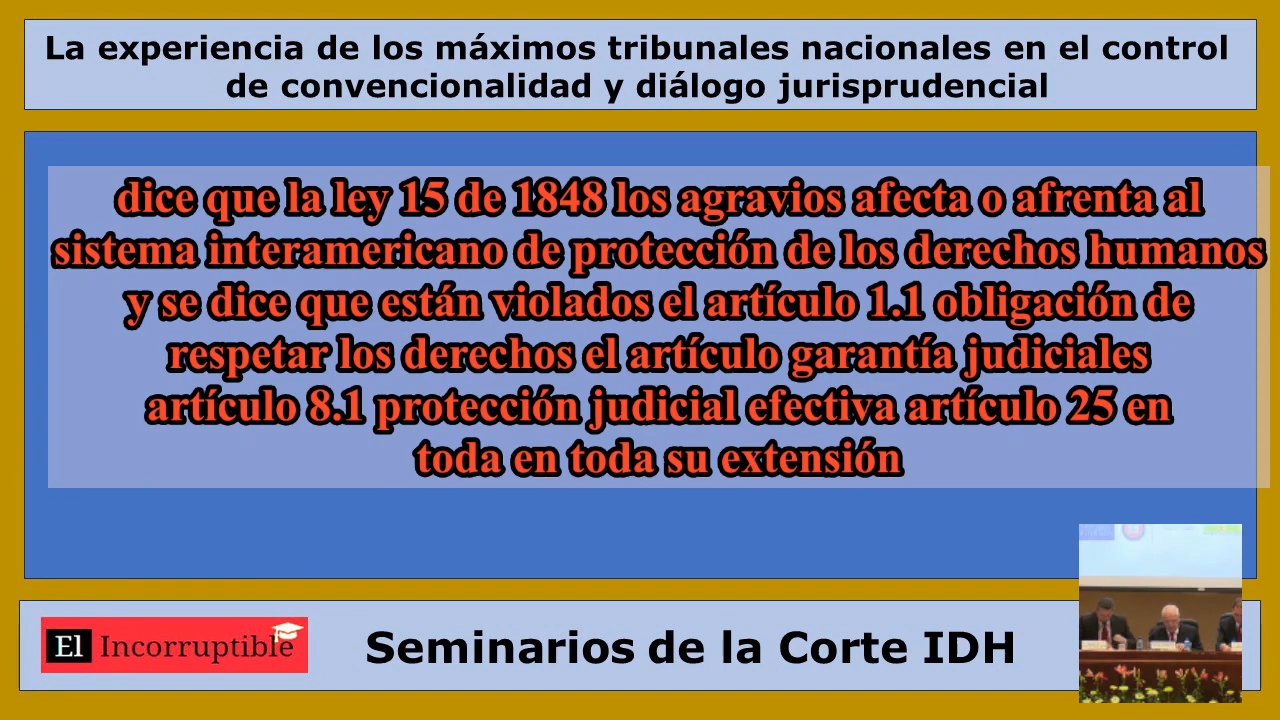 La experiencia de los máximos tribunales nacionales en el control
de convencionalidad y diálogo jurisprudencial
dice que la ley 15 de 1848 los agravios afecta o afrenta al
sistema interamericano de protección de los derechos humanos
y se dice que están violados el artículo 1.1 obligación de
respetar los derechos el artículo garantía judiciales
artículo 8.1 protección judicial efectiva artículo 25 en
toda en toda su extensión
El Incorruptible
Seminarios de la Corte IDH